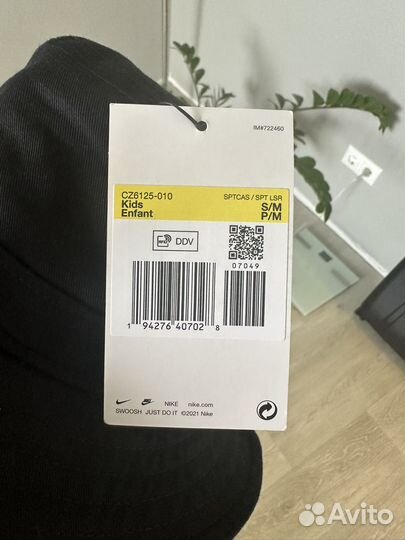 IM#722460
CZ6125-010 SPTCAS / SPT LSR
Kids S/M
Enfant P/M
RFID DDV
07049
1 94276 40702 8
NIKE nike.com
SWOOSH JUST DO IT ©2021 Nike
Avito